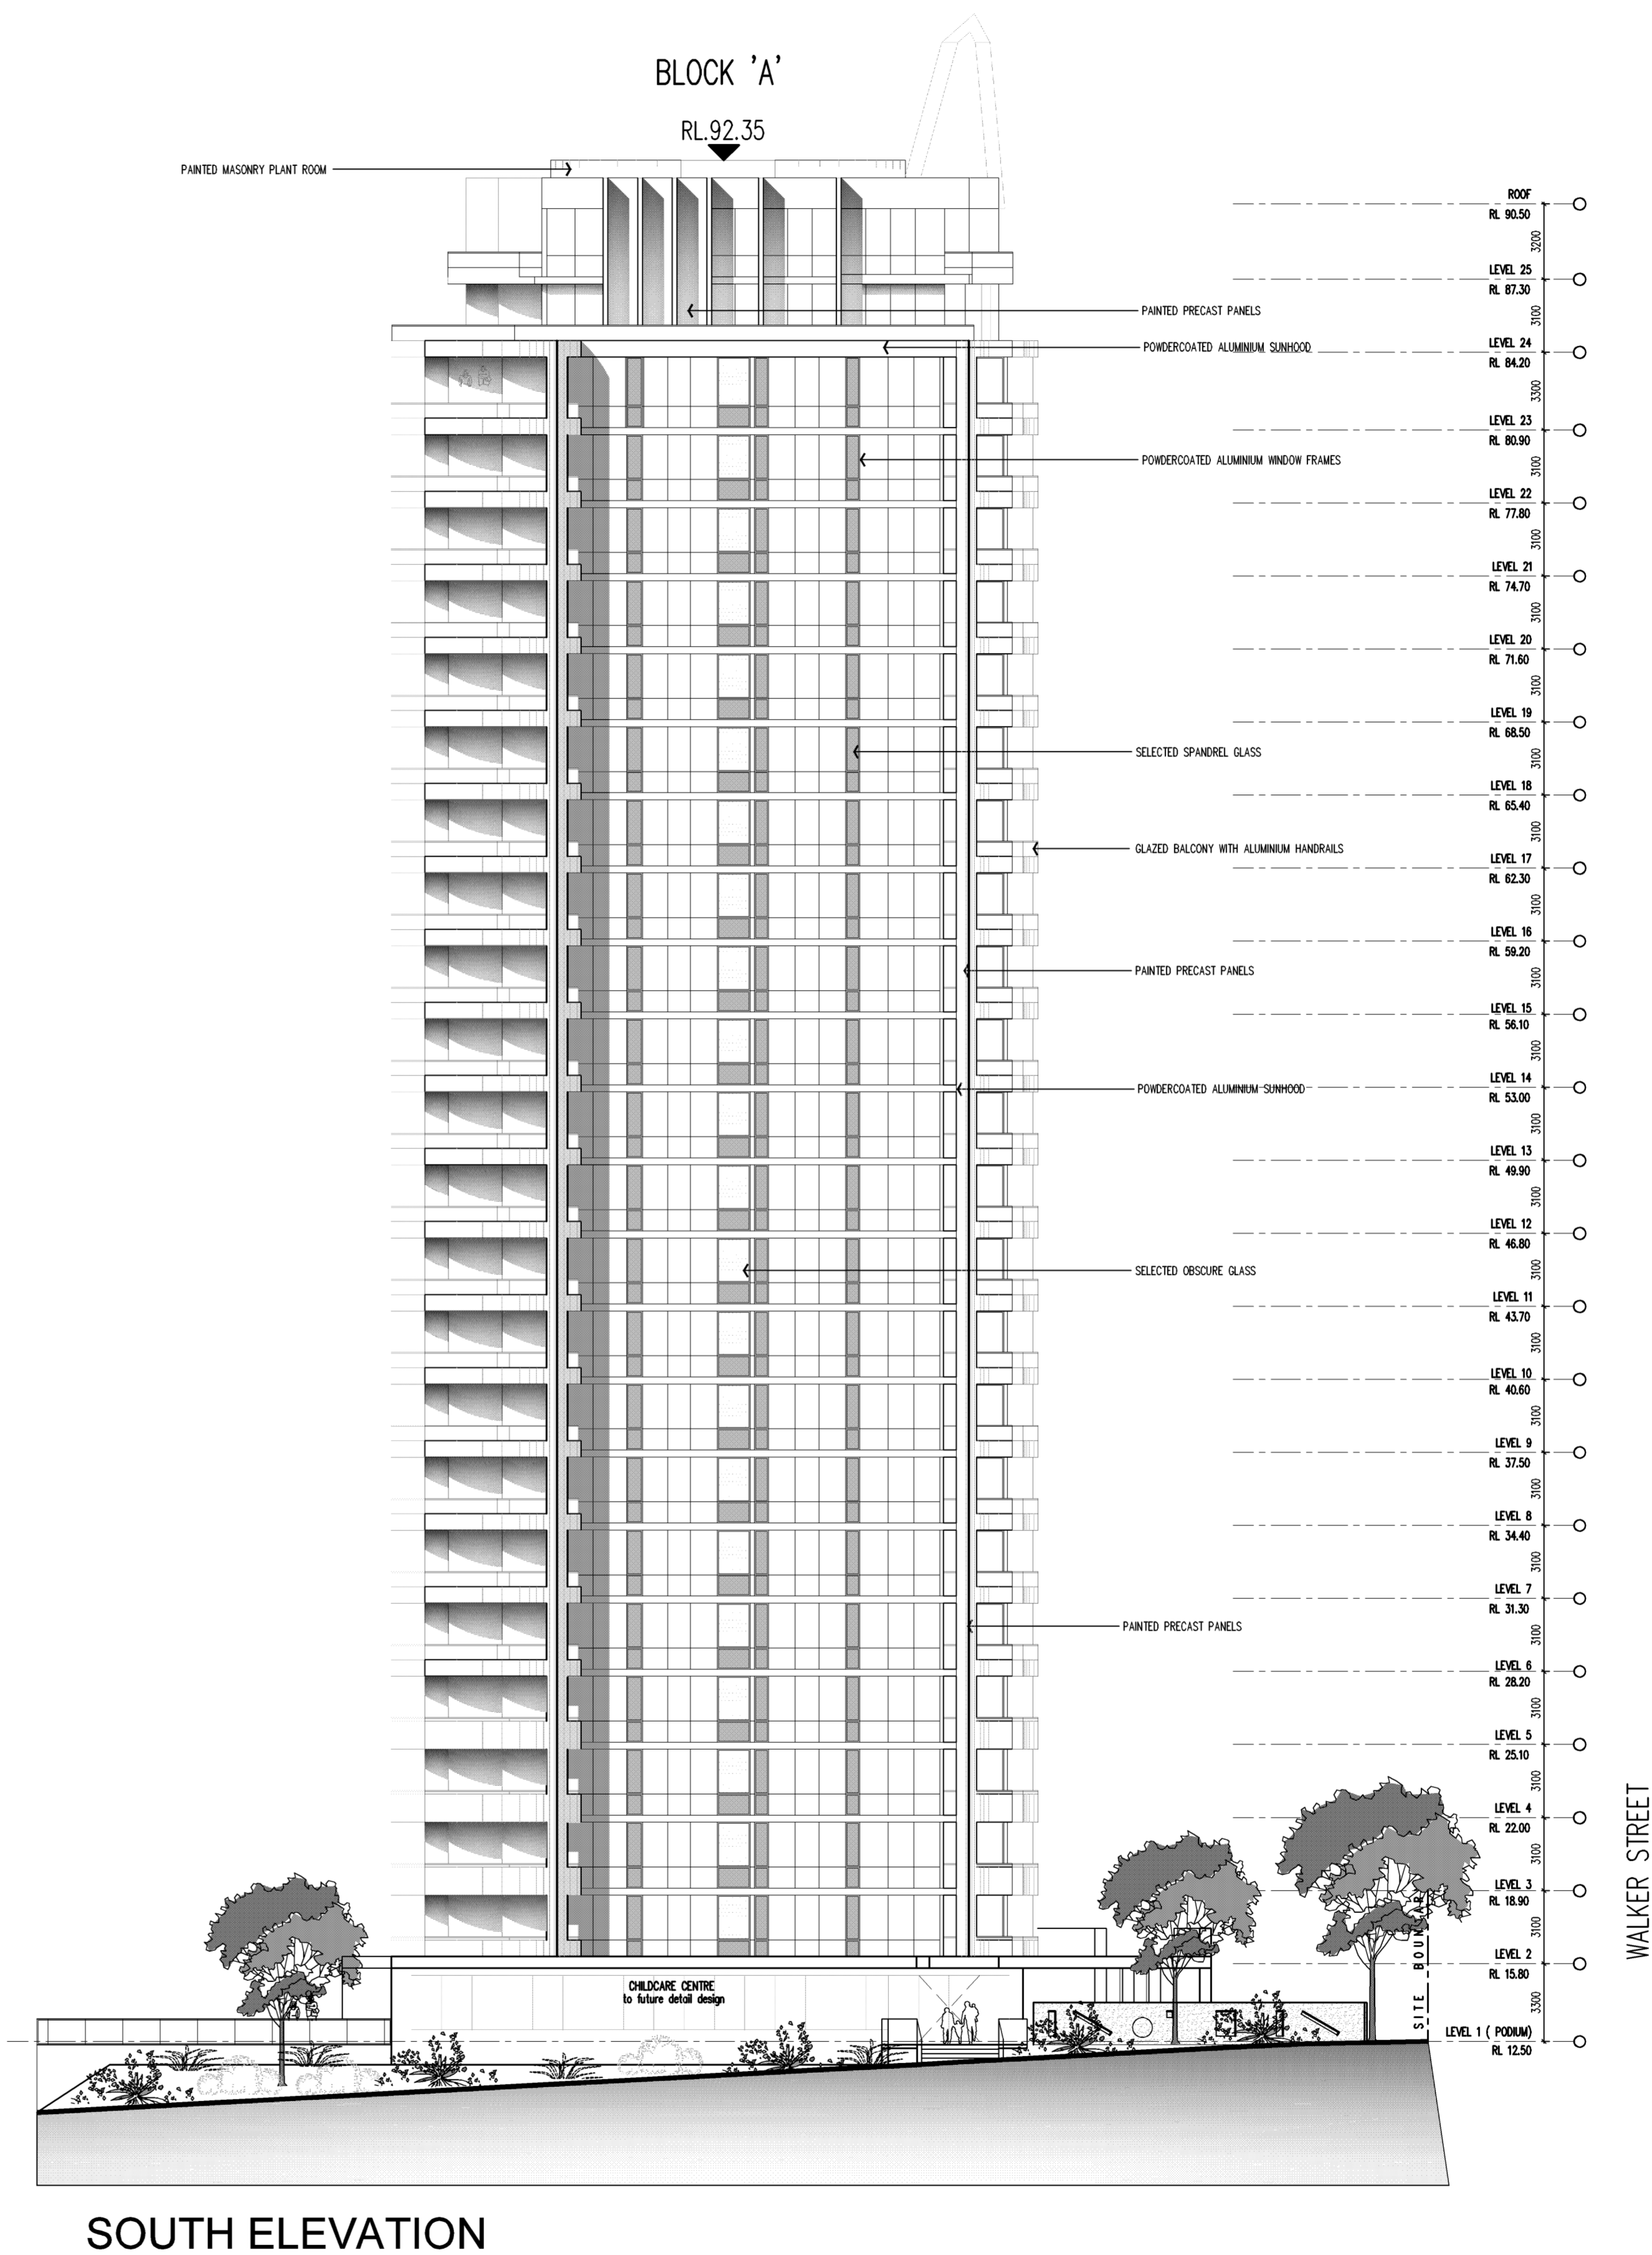 BLOCK 'A'
RL.92.35
PAINTED MASONRY PLANT ROOM
ROOF
RL 90.50
3200
LEVEL 25
RL 87.30
PAINTED PRECAST PANELS
3100
POWDERCOATED ALUMINIUM SUNHOOD
LEVEL 24
RL 84.20
3300
LEVEL 23
RL 80.90
POWDERCOATED ALUMINIUM WINDOW FRAMES
3100
LEVEL 22
RL 77.80
3100
LEVEL 21
RL 74.70
3100
LEVEL 20
RL 71.60
3100
LEVEL 19
RL 68.50
SELECTED SPANDREL GLASS
3100
LEVEL 18
RL 65.40
3100
GLAZED BALCONY WITH ALUMINIUM HANDRAILS
LEVEL 17
RL 62.30
3100
LEVEL 16
RL 59.20
PAINTED PRECAST PANELS
3100
LEVEL 15
RL 56.10
3100
LEVEL 14
POWDERCOATED ALUMINIUM SUNHOOD
RL 53.00
3100
LEVEL 13
RL 49.90
3100
LEVEL 12
RL 46.80
SELECTED OBSCURE GLASS
3100
LEVEL 11
RL 43.70
3100
LEVEL 10
RL 40.60
3100
LEVEL 9
RL 37.50
3100
LEVEL 8
RL 34.40
3100
LEVEL 7
RL 31.30
PAINTED PRECAST PANELS
3100
LEVEL 6
RL 28.20
3100
LEVEL 5
RL 25.10
3100
LEVEL 4
RL 22.00
3100
LEVEL 3
RL 18.90
3100
LEVEL 2
RL 15.80
3300
LEVEL 1 ( PODIUM)
RL 12.50
WALKER STREET
SITE BOUNDAR
CHILDCARE CENTRE
to future detail design
SOUTH ELEVATION